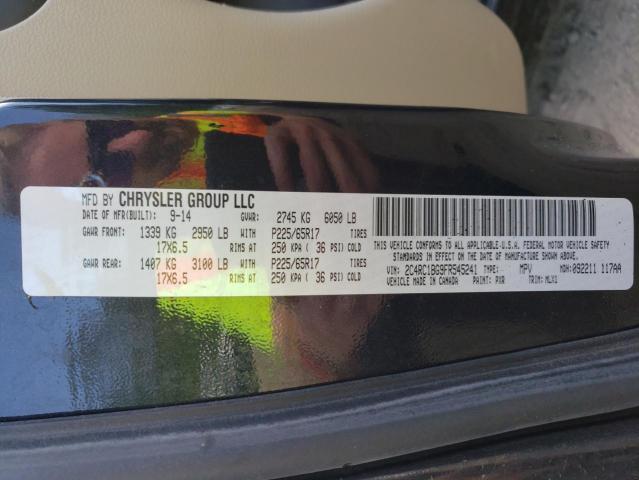 MFD BY CHRYSLER GROUP LLC
DATE OF MFR(BUILT): 9-14 GVWR: 2745 KG 6050 LB
GAWR FRONT: 1339 KG 2950 LB WITH P225/65R17 TIRES
17X6.5 RIMS AT 250 KPA ( 36 PSI) COLD
GAWR REAR: 1407 KG 3100 LB WITH P225/65R17 TIRES
17X6.5 RIMS AT 250 KPA ( 36 PSI) COLD
THIS VEHICLE CONFORMS TO ALL APPLICABLE-U.S.A. FEDERAL MOTOR VEHICLE SAFETY
STANDARDS IN EFFECT ON THE DATE OF MANUFACTURE SHOWN ABOVE.
VIN: 2C4RC1BG9FR545241 TYPE: MPV MDH: 092211 117AA
VEHICLE MADE IN CANADA PAINT: PXR TRIM: MLX1